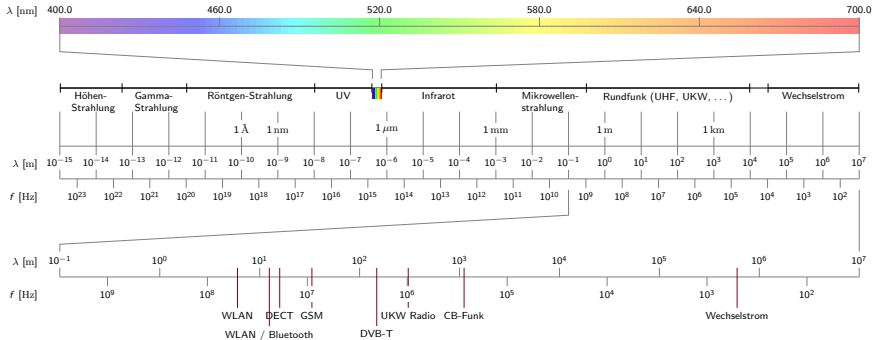 λ [nm] 400.0 460.0 520.0 580.0 640.0 700.0
Höhen- Gamma- Röntgen-Strahlung UV Infrarot Mikrowellen- Rundfunk (UHF, UKW, . . . ) Wechselstrom
Strahlung Strahlung strahlung
1 Å 1 nm 1 µm 1 mm 1 m 1 km
λ [m] 10⁻¹⁵ 10⁻¹⁴ 10⁻¹³ 10⁻¹² 10⁻¹¹ 10⁻¹⁰ 10⁻⁹ 10⁻⁸ 10⁻⁷ 10⁻⁶ 10⁻⁵ 10⁻⁴ 10⁻³ 10⁻² 10⁻¹ 10⁰ 10¹ 10² 10³ 10⁴ 10⁵ 10⁶ 10⁷
f [Hz] 10²³ 10²² 10²¹ 10²⁰ 10¹⁹ 10¹⁸ 10¹⁷ 10¹⁶ 10¹⁵ 10¹⁴ 10¹³ 10¹² 10¹¹ 10¹⁰ 10⁹ 10⁸ 10⁷ 10⁶ 10⁵ 10⁴ 10³ 10²
λ [m] 10⁻¹ 10⁰ 10¹ 10² 10³ 10⁴ 10⁵ 10⁶ 10⁷
f [Hz] 10⁹ 10⁸ 10⁷ 10⁶ 10⁵ 10⁴ 10³ 10²
WLAN DECT GSM UKW Radio CB-Funk Wechselstrom
WLAN / Bluetooth DVB-T